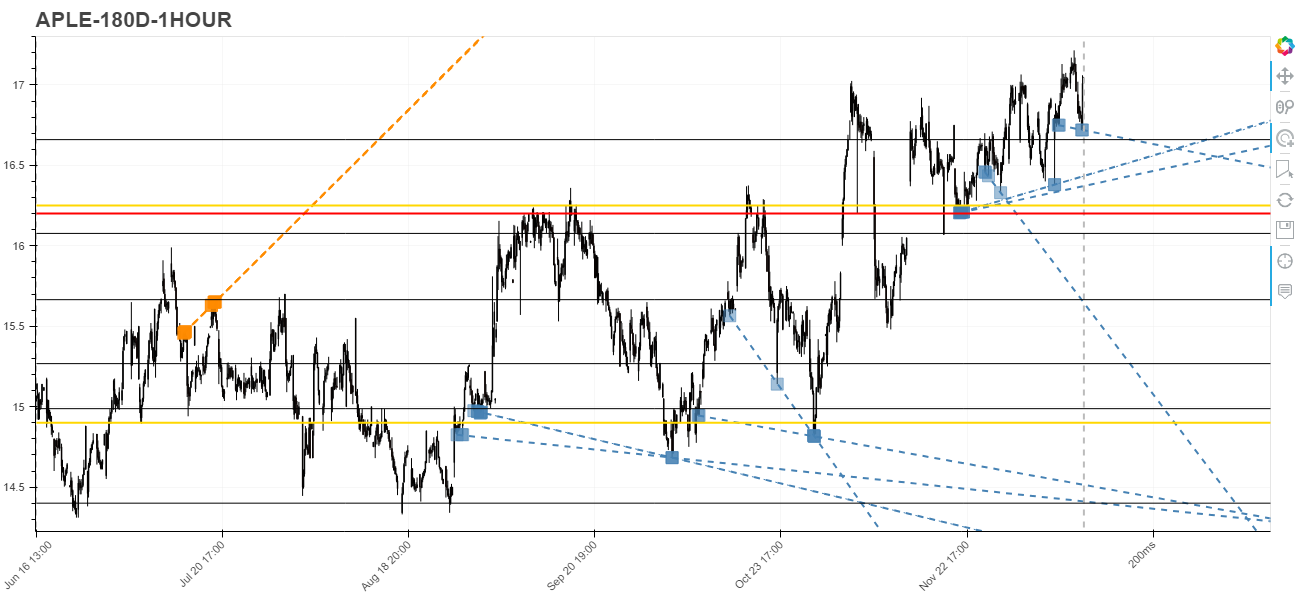 APLE-180D-1HOUR
17
16.5
16
15.5
15
14.5
Jun 16 13:00
Jul 20 17:00
Aug 18 20:00
Sep 20 19:00
Oct 23 17:00
Nov 22 17:00
200ms